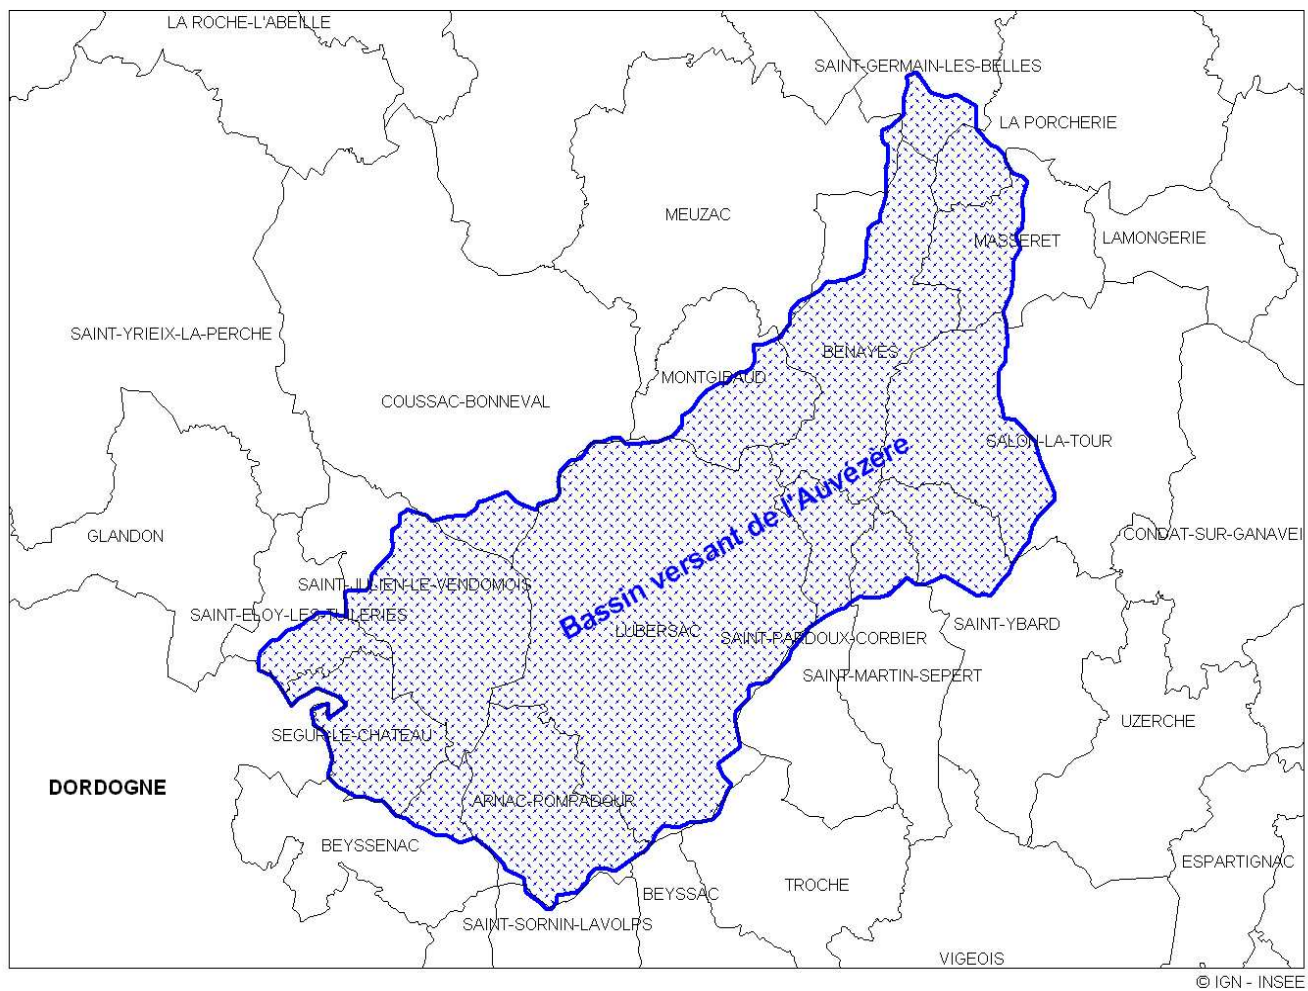 LA ROCHE-L'ABEILLE
SAINT-GERMAIN-LES-BELLES
LA PORCHERIE
MEUZAC
MASSERET
LAMONGERIE
SAINT-YRIEIX-LA-PERCHE
BENAYES
MONTGIBAUD
COUSSAC-BONNEVAL
SALON-LA-TOUR
Bassin versant de l'Auvézère
GLANDON
CONDAT-SUR-GANAVEI
SAINT-JULIEN-LE-VENDOMOIS
SAINT-ELOY-LES-TUILERIES
LUBERSAC
SAINT-PARDOUX-CORBIER
SAINT-YBARD
SAINT-MARTIN-SEPERT
UZERCHE
SEGUR-LE-CHATEAU
DORDOGNE
ARNAC-POMPADOUR
BEYSSENAC
ESPARTIGNAC
TROCHE
BEYSSAC
SAINT-SORNIN-LAVOLPS
VIGEOIS
© IGN - INSEE